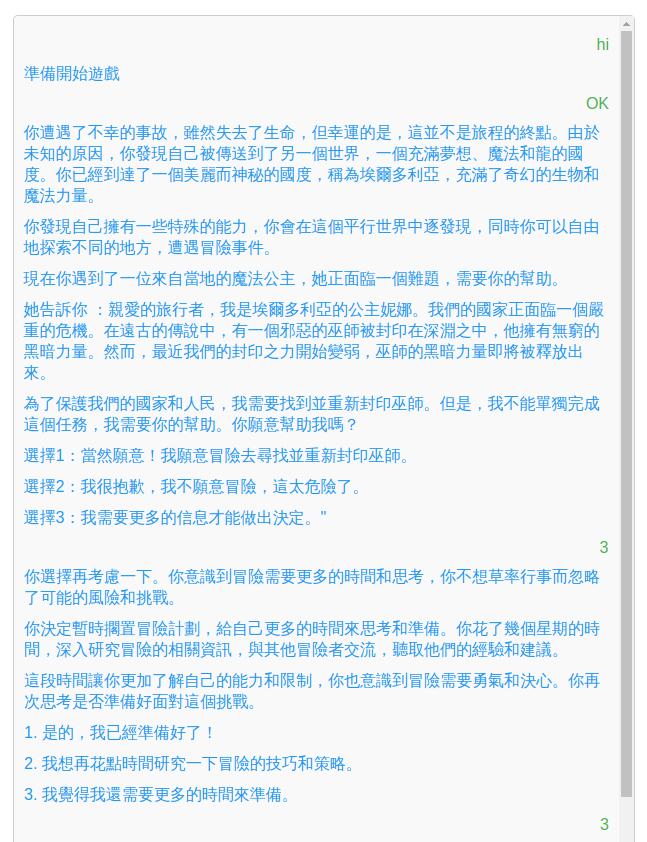 hi
準備開始遊戲
OK
你遭遇了不幸的事故，雖然失去了生命，但幸運的是，這並不是旅程的終點。由於
未知的原因，你發現自己被傳送到了另一個世界，一個充滿夢想、魔法和龍的國
度。你已經到達了一個美麗而神秘的國度，稱為埃爾多利亞，充滿了奇幻的生物和
魔法力量。
你發現自己擁有一些特殊的能力，你會在這個平行世界中逐發現，同時你可以自由
地探索不同的地方，遭遇冒險事件。
現在你遇到了一位來自當地的魔法公主，她正面臨一個難題，需要你的幫助。
她告訴你 ：親愛的旅行者，我是埃爾多利亞的公主妮娜。我們的國家正面臨一個嚴
重的危機。在遠古的傳說中，有一個邪惡的巫師被封印在深淵之中，他擁有無窮的
黑暗力量。然而，最近我們的封印之力開始變弱，巫師的黑暗力量即將被釋放出
來。
為了保護我們的國家和人民，我需要找到並重新封印巫師。但是，我不能單獨完成
這個任務，我需要你的幫助。你願意幫助我嗎？
選擇1：當然願意！我願意冒險去尋找並重新封印巫師。
選擇2：我很抱歉，我不願意冒險，這太危險了。
選擇3：我需要更多的信息才能做出決定。"
3
你選擇再考慮一下。你意識到冒險需要更多的時間和思考，你不想草率行事而忽略
了可能的風險和挑戰。
你決定暫時擱置冒險計劃，給自己更多的時間來思考和準備。你花了幾個星期的時
間，深入研究冒險的相關資訊，與其他冒險者交流，聽取他們的經驗和建議。
這段時間讓你更加了解自己的能力和限制，你也意識到冒險需要勇氣和決心。你再
次思考是否準備好面對這個挑戰。
1. 是的，我已經準備好了！
2. 我想再花點時間研究一下冒險的技巧和策略。
3. 我覺得我還需要更多的時間來準備。
3